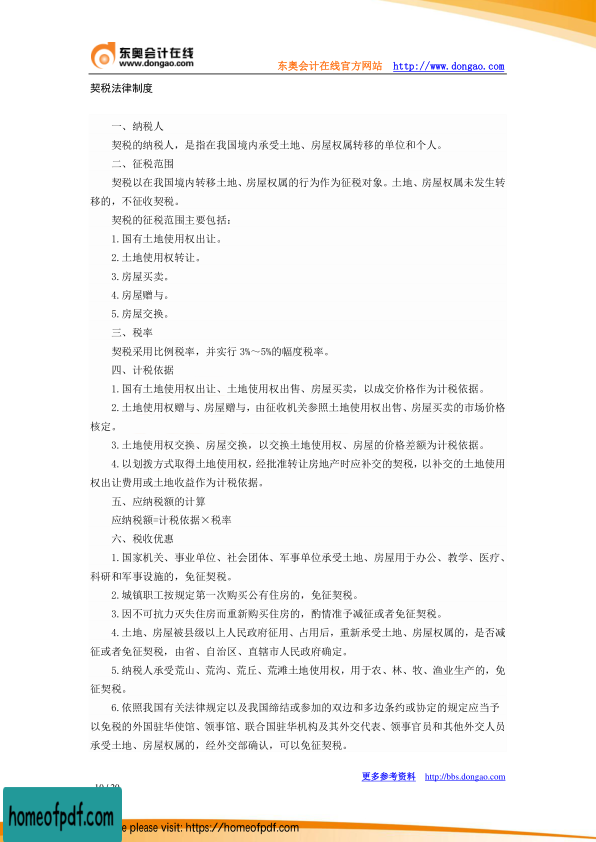 东奥会计在线
www.dongao.com
东奥会计在线官方网站 http://www.dongao.com
契税法律制度
一、纳税人
契税的纳税人，是指在我国境内承受土地、房屋权属转移的单位和个人。
二、征税范围
契税以在我国境内转移土地、房屋权属的行为作为征税对象。土地、房屋权属未发生转
移的，不征收契税。
契税的征税范围主要包括：
1.国有土地使用权出让。
2.土地使用权转让。
3.房屋买卖。
4.房屋赠与。
5.房屋交换。
三、税率
契税采用比例税率，并实行 3%～5%的幅度税率。
四、计税依据
1.国有土地使用权出让、土地使用权出售、房屋买卖，以成交价格作为计税依据。
2.土地使用权赠与、房屋赠与，由征收机关参照土地使用权出售、房屋买卖的市场价格
核定。
3.土地使用权交换、房屋交换，以交换土地使用权、房屋的价格差额为计税依据。
4.以划拨方式取得土地使用权，经批准转让房地产时应补交的契税，以补交的土地使用
权出让费用或土地收益作为计税依据。
五、应纳税额的计算
应纳税额=计税依据×税率
六、税收优惠
1.国家机关、事业单位、社会团体、军事单位承受土地、房屋用于办公、教学、医疗、
科研和军事设施的，免征契税。
2.城镇职工按规定第一次购买公有住房的，免征契税。
3.因不可抗力灭失住房而重新购买住房的，酌情准予减征或者免征契税。
4.土地、房屋被县级以上人民政府征用、占用后，重新承受土地、房屋权属的，是否减
征或者免征契税，由省、自治区、直辖市人民政府确定。
5.纳税人承受荒山、荒沟、荒丘、荒滩土地使用权，用于农、林、牧、渔业生产的，免
征契税。
6.依照我国有关法律规定以及我国缔结或参加的双边和多边条约或协定的规定应当予
以免税的外国驻华使馆、领事馆、联合国驻华机构及其外交代表、领事官员和其他外交人员
承受土地、房屋权属的，经外交部确认，可以免征契税。
更多参考资料 http://bbs.dongao.com
homeofpdf.com
please visit: https://homeofpdf.com